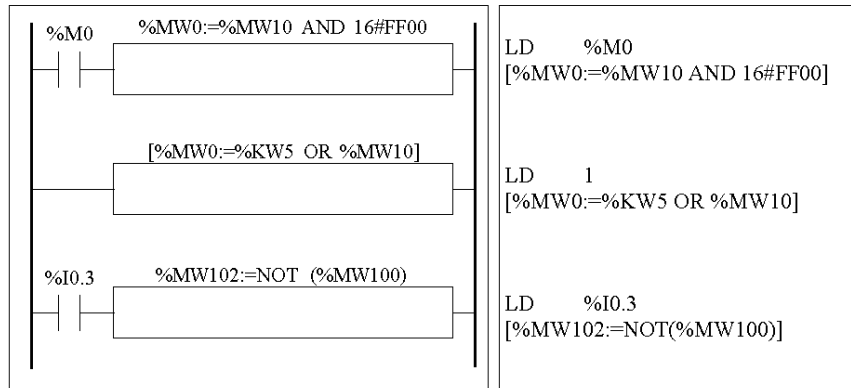 %M0
%MW0:=%MW10 AND 16#FF00
[%MW0:=%KW5 OR %MW10]
%I0.3
%MW102:=NOT (%MW100)
LD %M0
[%MW0:=%MW10 AND 16#FF00]
LD 1
[%MW0:=%KW5 OR %MW10]
LD %I0.3
[%MW102:=NOT(%MW100)]